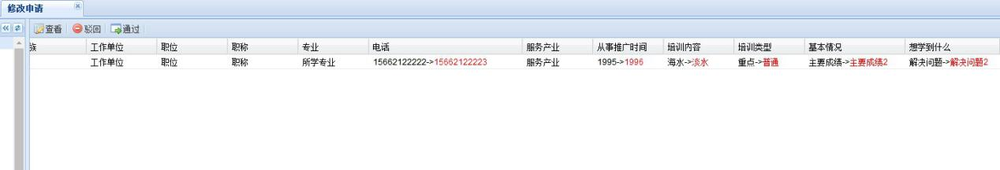 修改申请
查看 驳回 通过
族 工作单位 职位 职称 专业 电话 服务产业 从事推广时间 培训内容 培训类型 基本情况 想学到什么
工作单位 职位 职称 所学专业 15662122222->15662122223 服务产业 1995->1996 海水->淡水 重点->普通 主要成绩->主要成绩2 解决问题->解决问题2